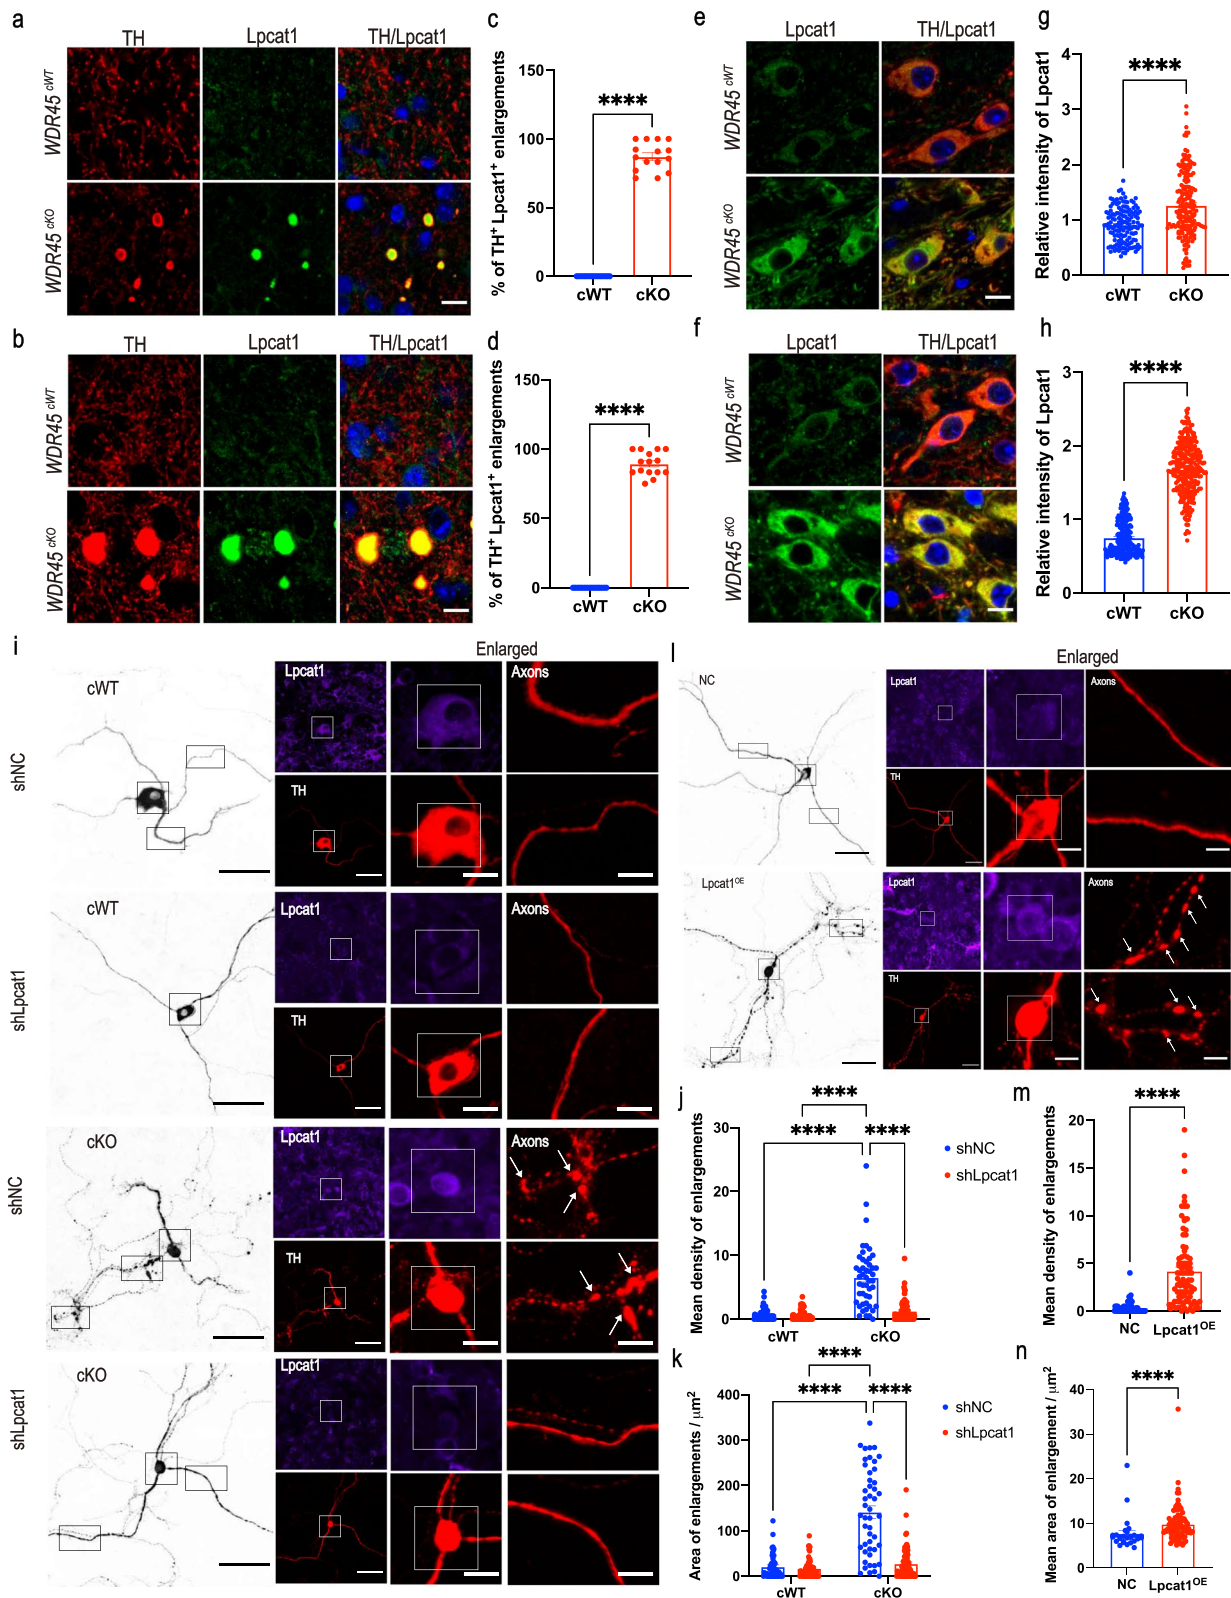 a
TH
Lpcat1
TH/Lpcat1
WDR45 cWT
WDR45 cKO
b
TH
Lpcat1
TH/Lpcat1
WDR45 cWT
WDR45 cKO
c
% of TH+ Lpcat1+ enlargements
150
100
50
0
****
cWT
cKO
d
% of TH+ Lpcat1+ enlargements
150
100
50
0
****
cWT
cKO
e
Lpcat1
TH/Lpcat1
WDR45 cWT
WDR45 cKO
f
Lpcat1
TH/Lpcat1
WDR45 cWT
WDR45 cKO
g
Relative intensity of Lpcat1
4
3
2
1
0
****
cWT
cKO
h
Relative intensity of Lpcat1
3
2
1
0
****
cWT
cKO
i
Enlarged
shNC
cWT
Lpcat1
Axons
TH
shLpcat1
cWT
Lpcat1
Axons
TH
shNC
cKO
Lpcat1
Axons
TH
shLpcat1
cKO
Lpcat1
TH
l
Enlarged
NC
Lpcat1
Axons
TH
Lpcat1OE
Lpcat1
Axons
TH
j
Mean density of enlargements
30
20
10
0
****
**** ****
shNC
shLpcat1
cWT
cKO
k
Area of enlargements / μm2
400
300
200
100
0
****
**** ****
shNC
shLpcat1
cWT
cKO
m
Mean density of enlargements
20
15
10
5
0
****
NC
Lpcat1OE
n
Mean area of enlargement / μm2
40
30
20
10
0
****
NC
Lpcat1OE